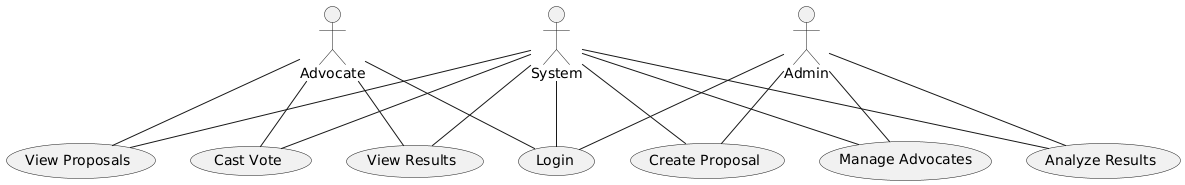 Advocate
System
Admin
View Proposals
Cast Vote
View Results
Login
Create Proposal
Manage Advocates
Analyze Results